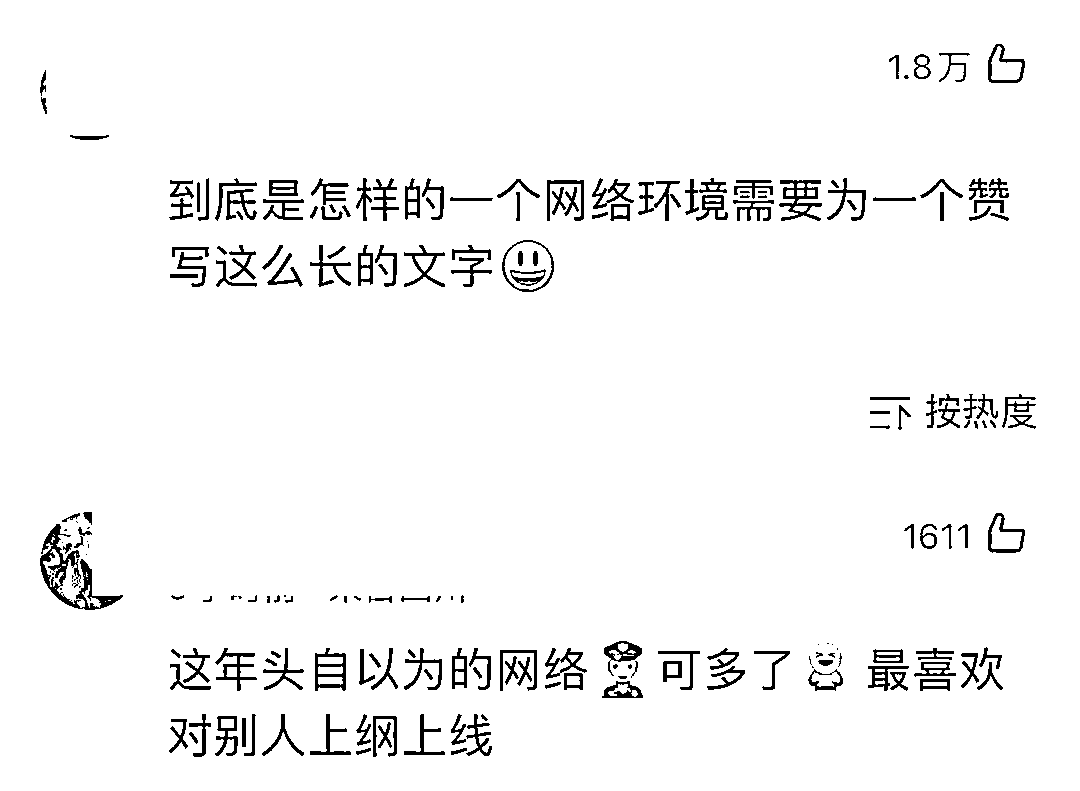 1.8万
到底是怎样的一个网络环境需要为一个赞
写这么长的文字😃
按热度
1611
这年头自以为的网络👮可多了 最喜欢
对别人上纲上线